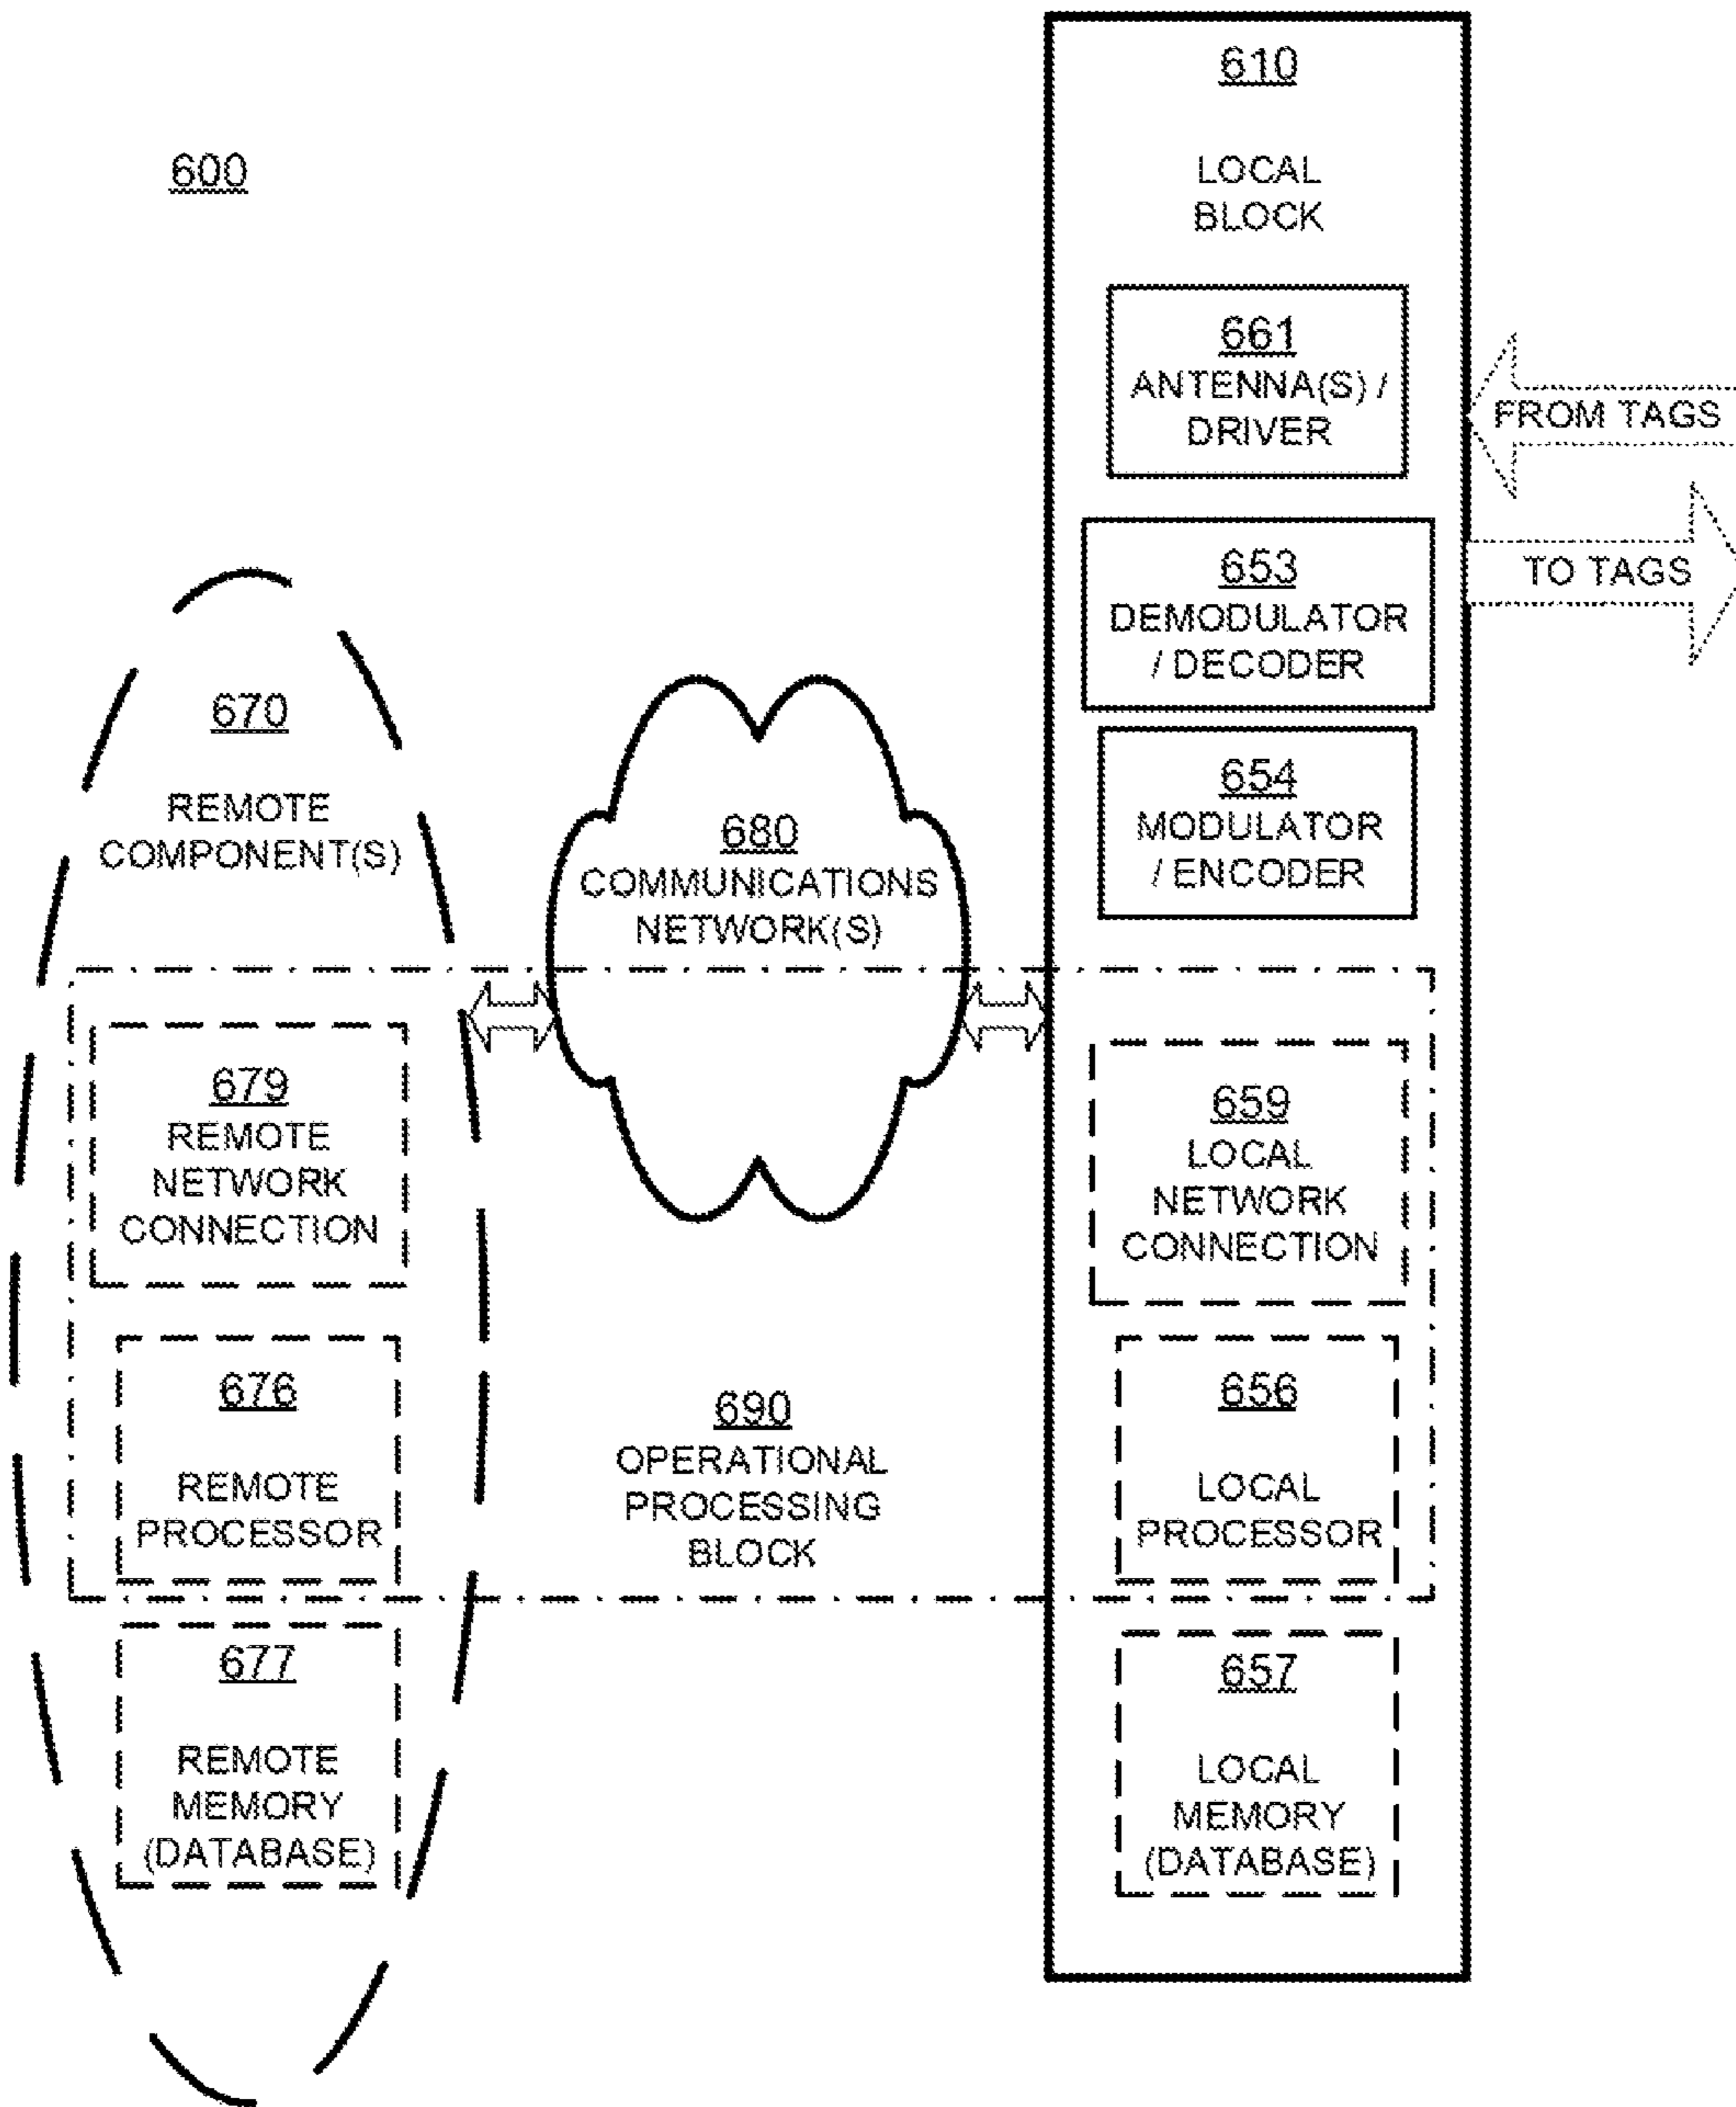 600
610
LOCAL
BLOCK
661
ANTENNA(S) /
DRIVER
FROM TAGS
TO TAGS
653
DEMODULATOR
/ DECODER
654
MODULATOR
/ ENCODER
670
REMOTE
COMPONENT(S)
680
COMMUNICATIONS
NETWORK(S)
679
REMOTE
NETWORK
CONNECTION
659
LOCAL
NETWORK
CONNECTION
676
REMOTE
PROCESSOR
690
OPERATIONAL
PROCESSING
BLOCK
656
LOCAL
PROCESSOR
677
REMOTE
MEMORY
(DATABASE)
657
LOCAL
MEMORY
(DATABASE)